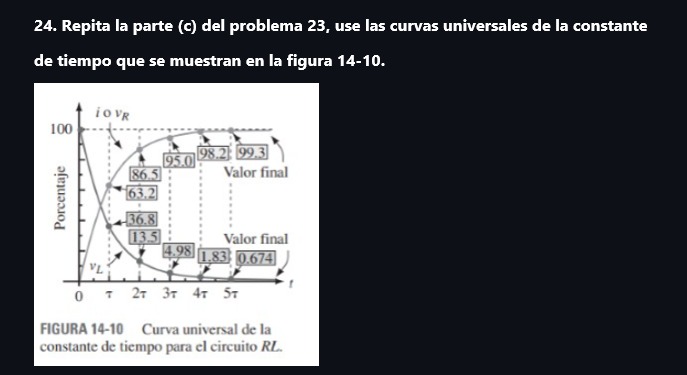 24. Repita la parte (c) del problema 23, use las curvas universales de la constante
de tiempo que se muestran en la figura 14-10.
i o vR
100
98.2 99.3
95.0
86.5 Valor final
63.2
Porcentaje
36.8
13.5 Valor final
4.98 1.83 0.674
vL
t
0 τ 2τ 3τ 4τ 5τ
FIGURA 14-10 Curva universal de la
constante de tiempo para el circuito RL.